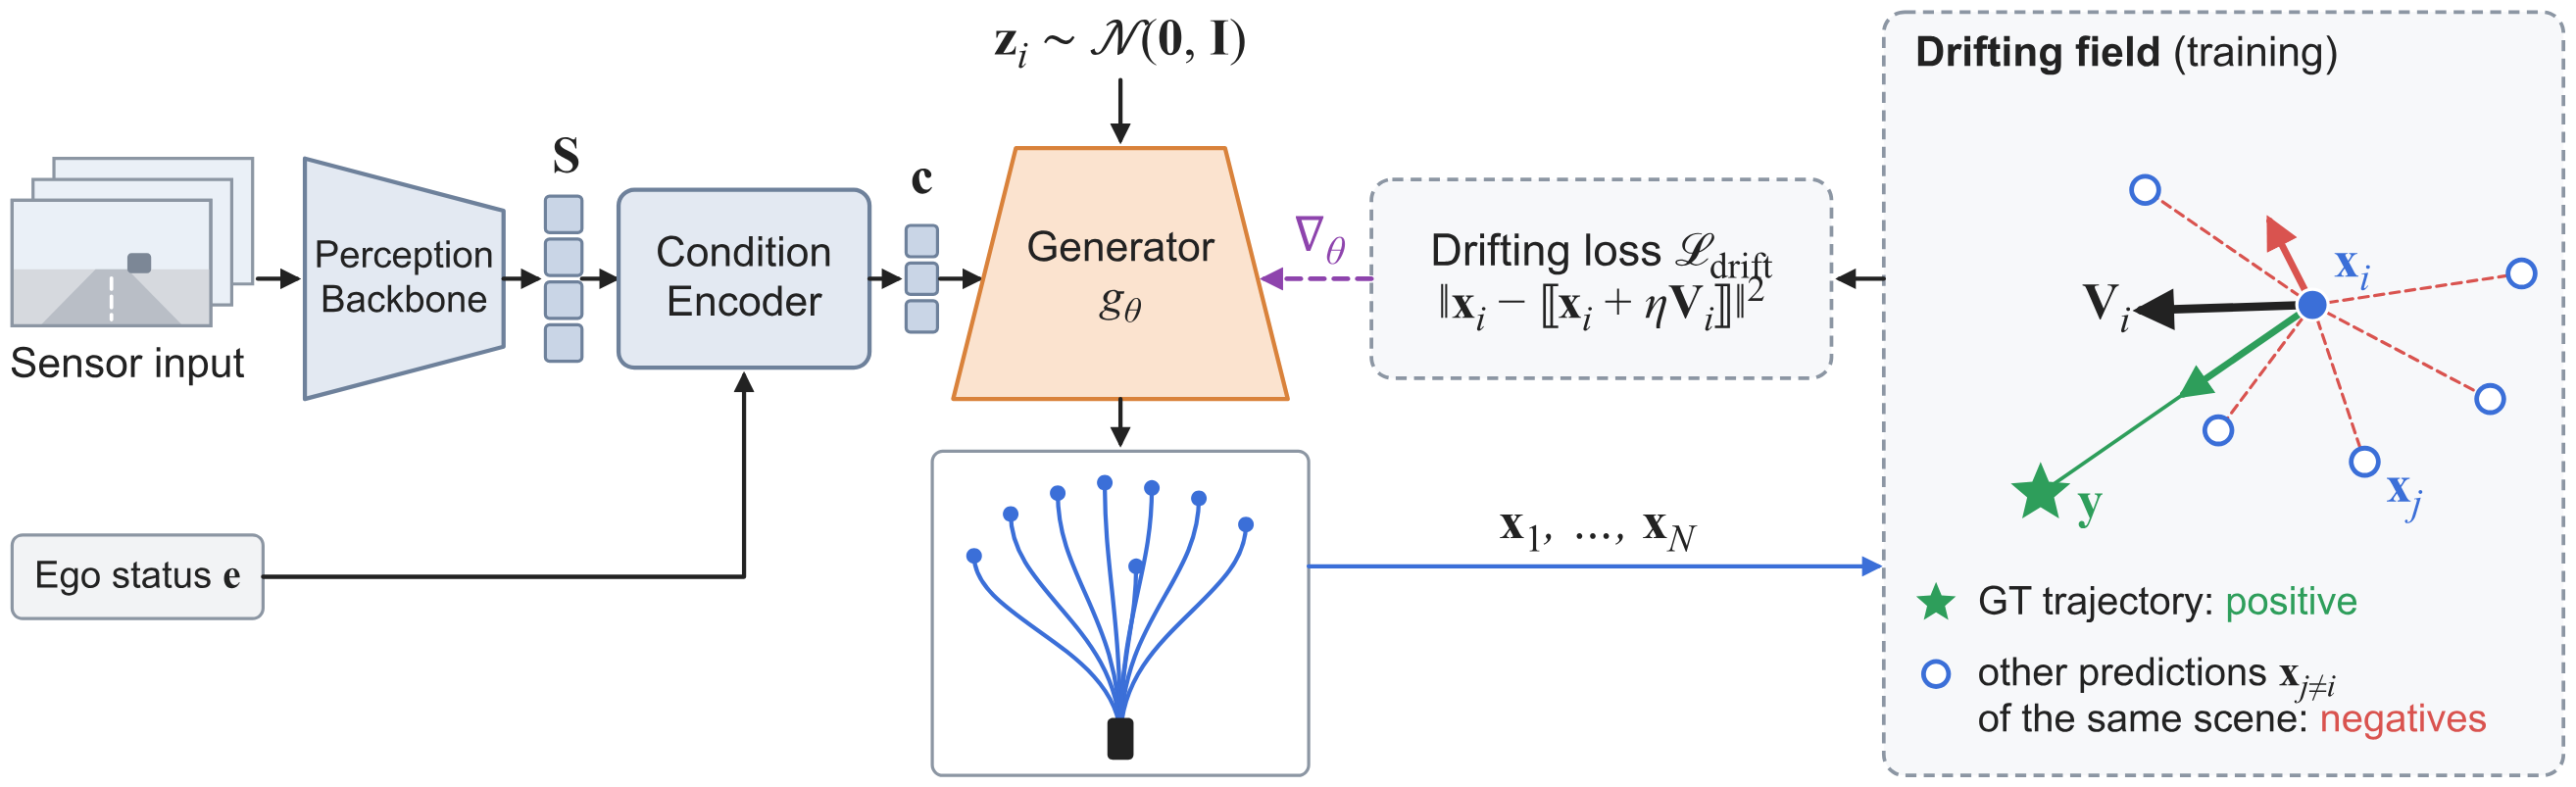 Sensor input
Perception
Backbone
S
Condition
Encoder
c
Ego status e
z_i ~ 𝒩(0, I)
Generator
g_θ
∇_θ
Drifting loss ℒ_drift
‖x_i − ⟦x_i + ηV_i⟧‖²
x_1, ..., x_N
Drifting field (training)
x_i
V_i
x_j
y
GT trajectory: positive
other predictions x_{j≠i}
of the same scene: negatives